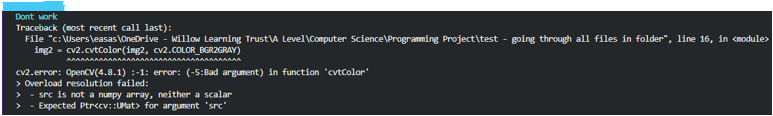 Dont work
Traceback (most recent call last):
File "c:\Users\easas\OneDrive - Willow Learning Trust\A Level\Computer Science\Programming Project\test - going through all files in folder", line 16, in <module>
img2 = cv2.cvtColor(img2, cv2.COLOR_BGR2GRAY)
^^^^^^^^^^^^^^^^^^^^^^^^^^^^^^^^^^^^^^
cv2.error: OpenCV(4.8.1) :-1: error: (-5:Bad argument) in function 'cvtColor'
> Overload resolution failed:
>  - src is not a numpy array, neither a scalar
>  - Expected Ptr<cv::UMat> for argument 'src'